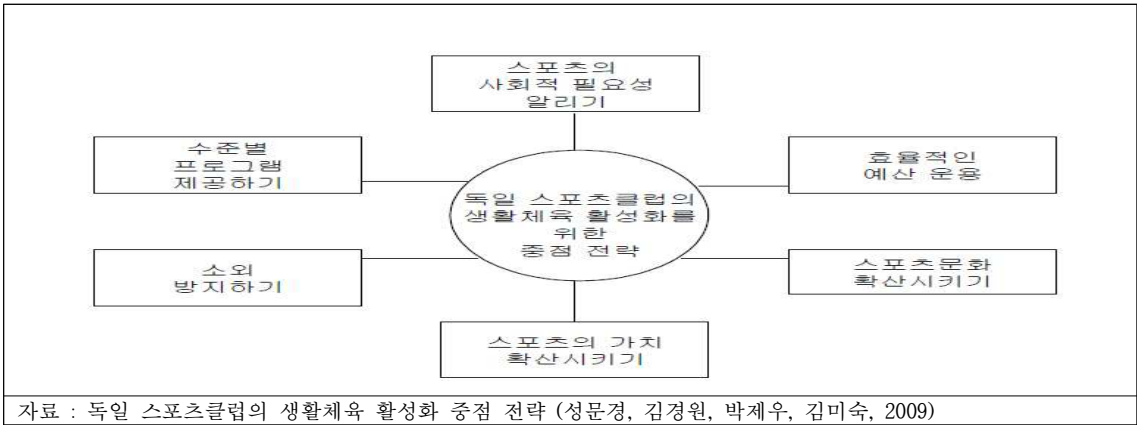 스포츠의
사회적 필요성
알리기
수준별
프로그램
제공하기
효율적인
예산 운용
독일 스포츠클럽의
생활체육 활성화를
위한
중점 전략
소외
방지하기
스포츠문화
확산시키기
스포츠의 가치
확산시키기
자료 : 독일 스포츠클럽의 생활체육 활성화 중점 전략 (성문경, 김경원, 박제우, 김미숙, 2009)